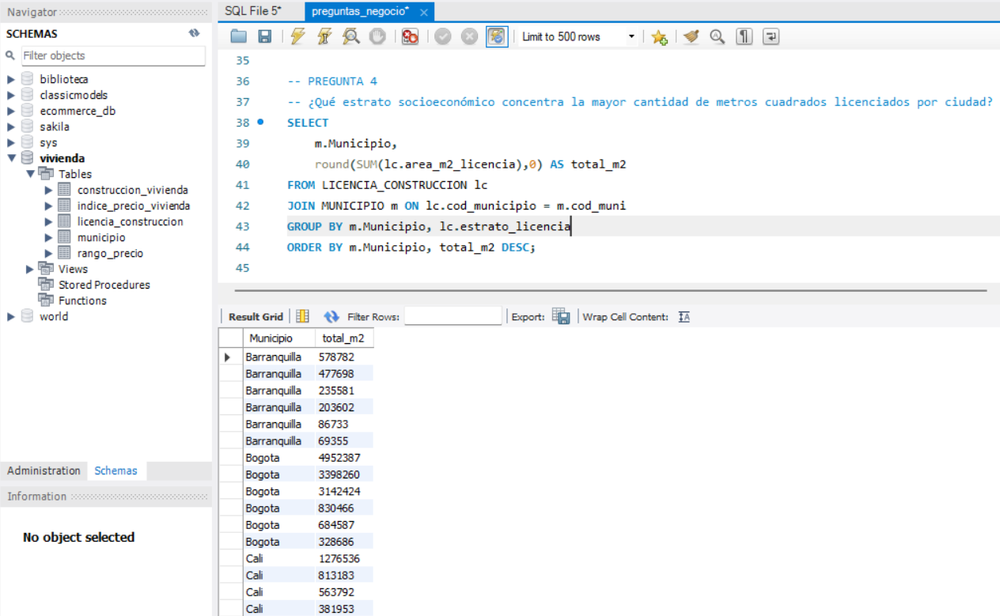 Navigator
SCHEMAS
Filter objects
biblioteca
classicmodels
ecommerce_db
sakila
sys
vivienda
Tables
construccion_vivienda
indice_precio_vivienda
licencia_construccion
municipio
rango_precio
Views
Stored Procedures
Functions
world
Administration Schemas
Information
No object selected
SQL File 5* preguntas_negocio* ×
Limit to 500 rows
35
36 -- PREGUNTA 4
37 -- ¿Qué estrato socioeconómico concentra la mayor cantidad de metros cuadrados licenciados por ciudad?
38 SELECT
39 m.Municipio,
40 round(SUM(lc.area_m2_licencia),0) AS total_m2
41 FROM LICENCIA_CONSTRUCCION lc
42 JOIN MUNICIPIO m ON lc.cod_municipio = m.cod_muni
43 GROUP BY m.Municipio, lc.estrato_licencia
44 ORDER BY m.Municipio, total_m2 DESC;
45
Result Grid Filter Rows: Export: Wrap Cell Content: IA
Municipio total_m2
Barranquilla 578782
Barranquilla 477698
Barranquilla 235581
Barranquilla 203602
Barranquilla 86733
Barranquilla 69355
Bogota 4952387
Bogota 3398260
Bogota 3142424
Bogota 830466
Bogota 684587
Bogota 328686
Cali 1276536
Cali 813183
Cali 563792
Cali 381953